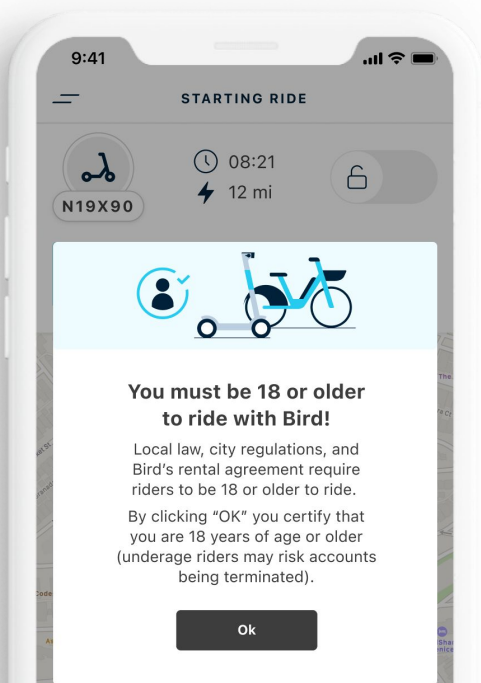 9:41
STARTING RIDE
08:21
12 mi
N19X90
You must be 18 or older
to ride with Bird!
Local law, city regulations, and
Bird's rental agreement require
riders to be 18 or older to ride.
By clicking "OK" you certify that
you are 18 years of age or older
(underage riders may risk accounts
being terminated).
Ok